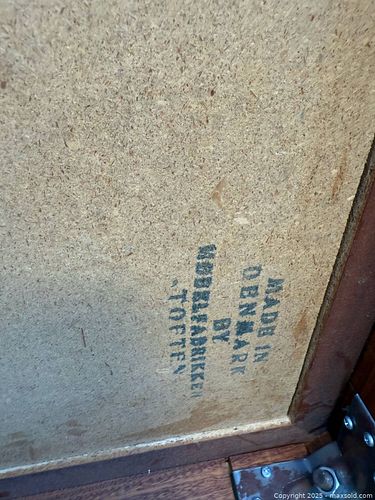 MADE IN
DENMARK
BY
MØBELFABRIKKEN
"TOFTEN"
Copyright © 2025 - maxsold.com